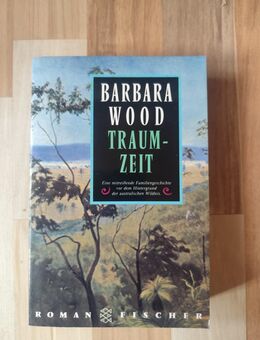 BARBARA
WOOD
TRAUM-
ZEIT
Eine mitreißende Familiengeschichte
vor dem Hintergrund
der australischen Wildnis
ROMAN FISCHER